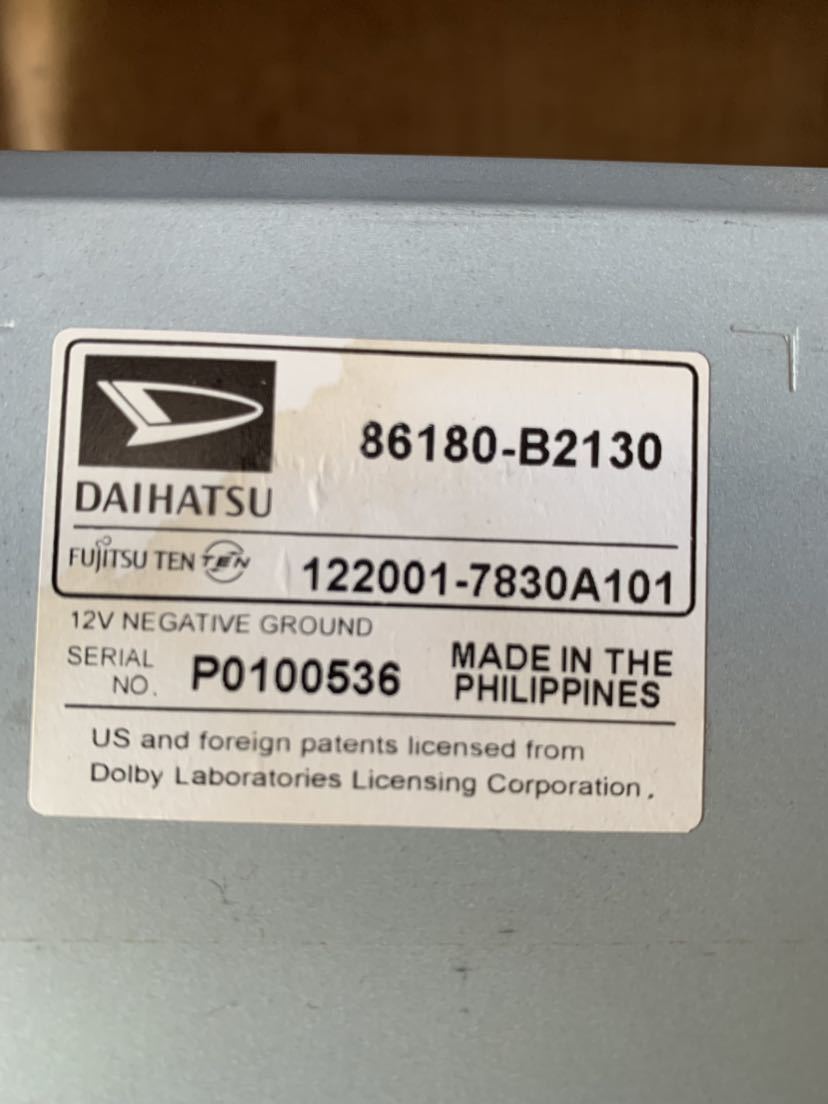 86180-B2130
DAIHATSU
FUJITSU TEN TEN 122001-7830A101
12V NEGATIVE GROUND
SERIAL NO. P0100536
MADE IN THE
PHILIPPINES
US and foreign patents licensed from
Dolby Laboratories Licensing Corporation.